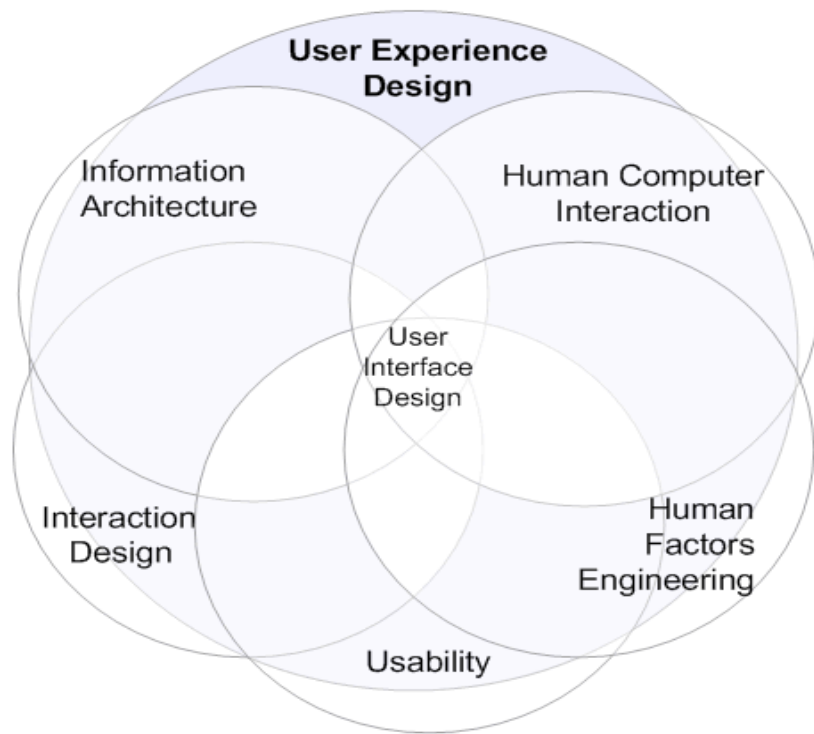 User Experience
Design
Information
Architecture
Human Computer
Interaction
User
Interface
Design
Interaction
Design
Human
Factors
Engineering
Usability